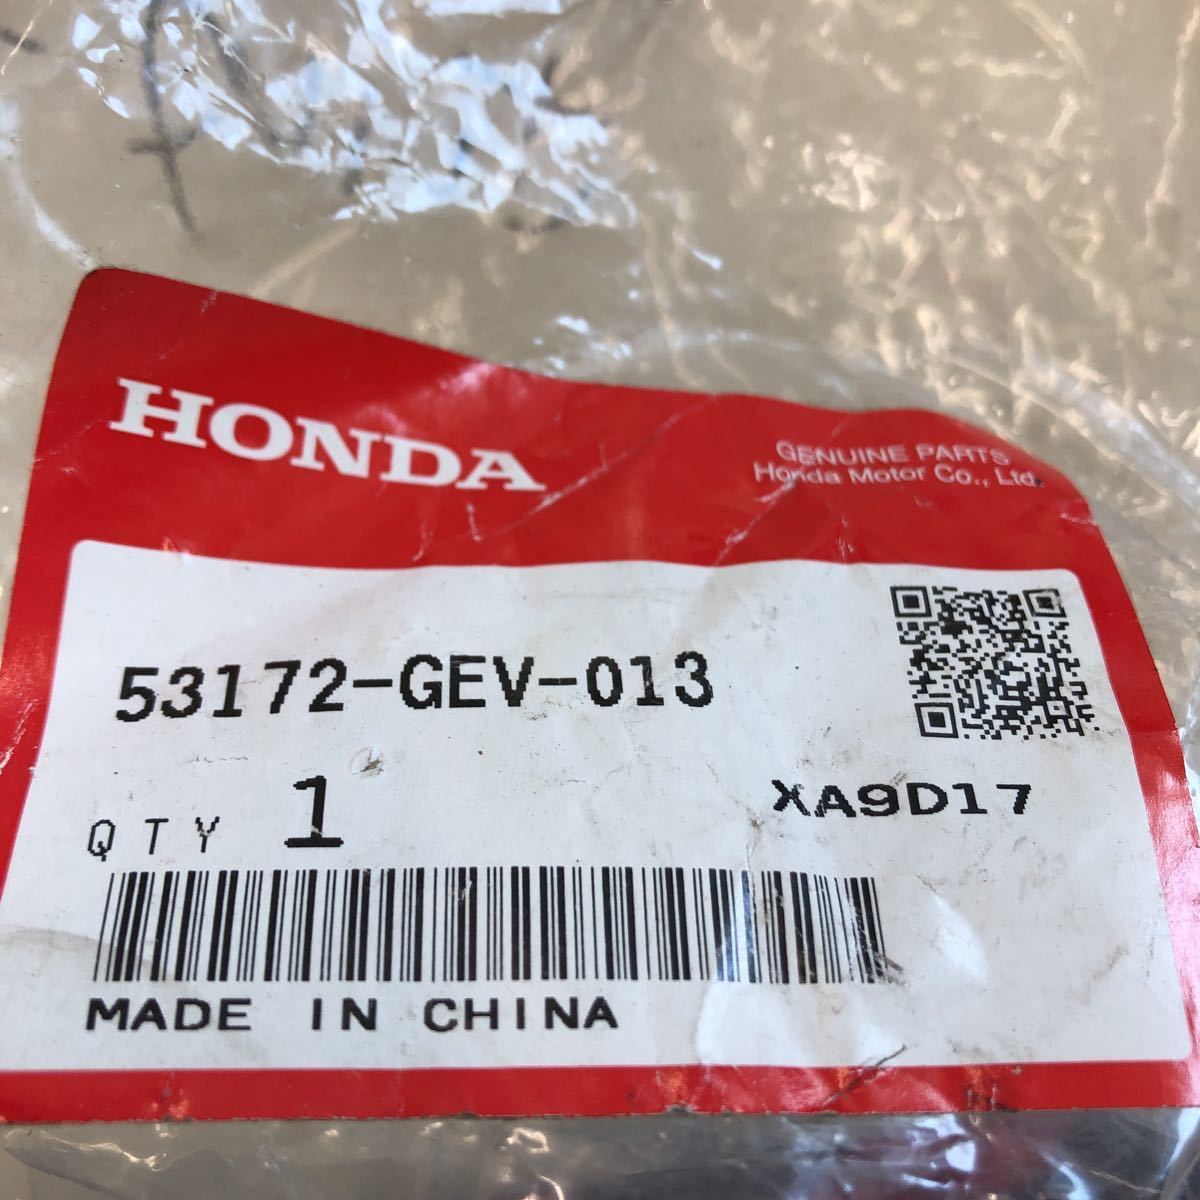 HONDA
GENUINE PARTS
Honda Motor Co., Ltd.
53172-GEV-013
QTY 1
XA9D17
MADE IN CHINA